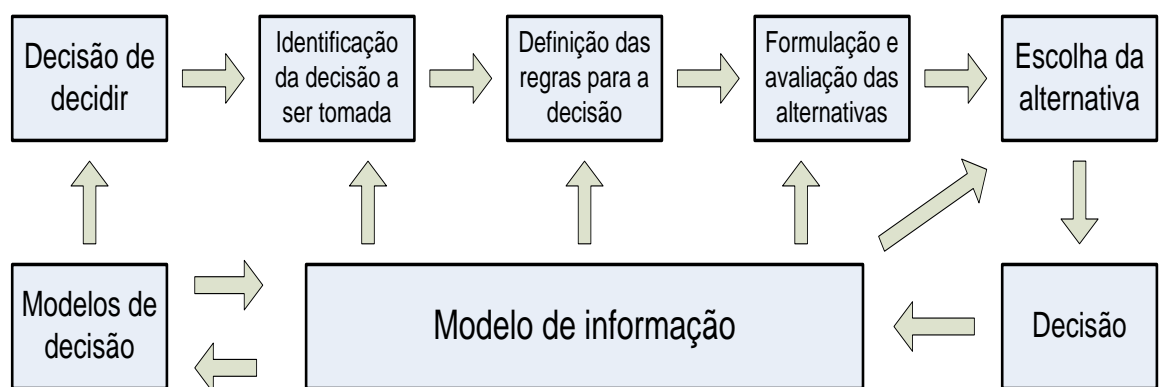 Decisão de
decidir
Identificação
da decisão a
ser tomada
Definição das
regras para a
decisão
Formulação e
avaliação das
alternativas
Escolha da
alternativa
Modelos de
decisão
Modelo de informação
Decisão